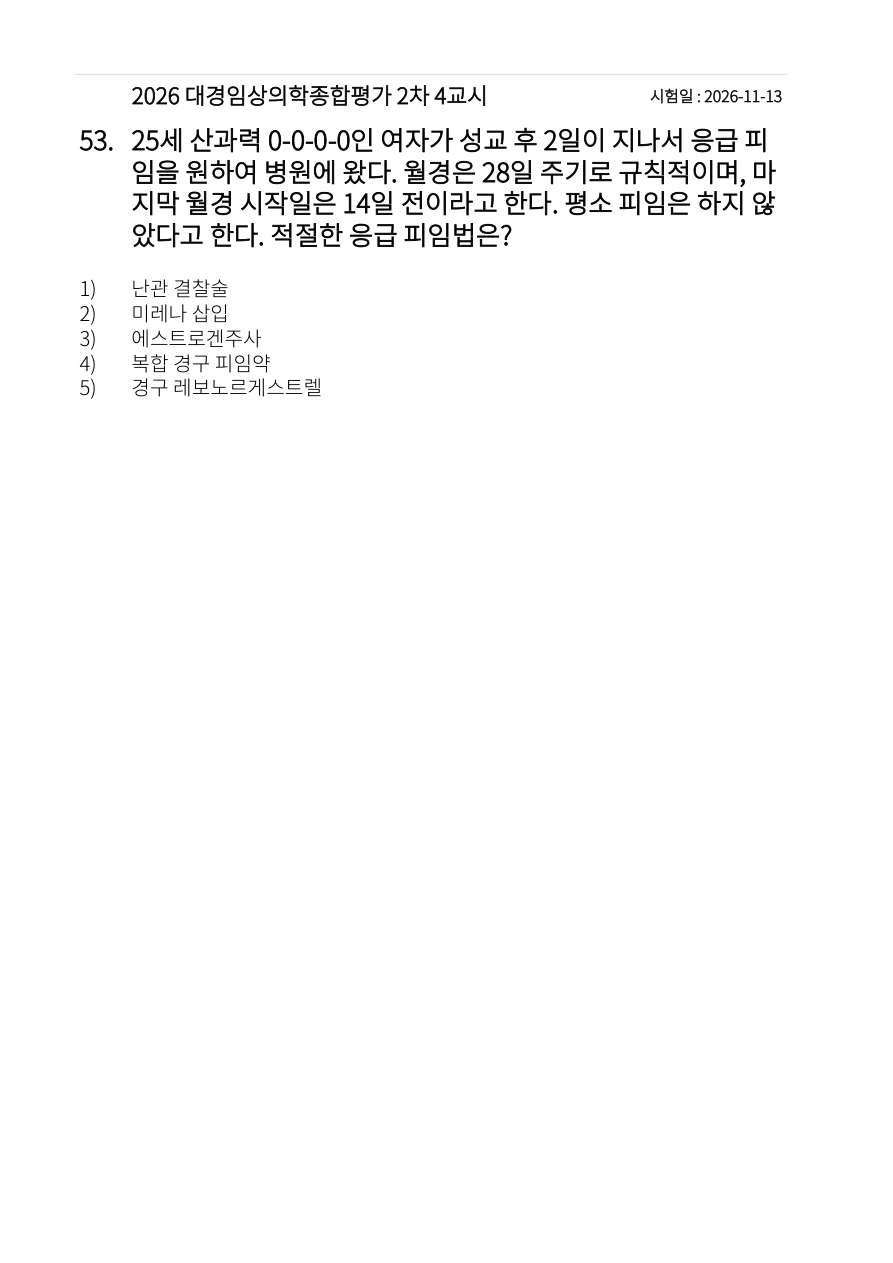 2026 대경임상의학종합평가 2차 4교시 시험일 : 2026-11-13
53. 25세 산과력 0-0-0-0인 여자가 성교 후 2일이 지나서 응급 피
임을 원하여 병원에 왔다. 월경은 28일 주기로 규칙적이며, 마
지막 월경 시작일은 14일 전이라고 한다. 평소 피임은 하지 않
았다고 한다. 적절한 응급 피임법은?
1) 난관 결찰술
2) 미레나 삽입
3) 에스트로겐주사
4) 복합 경구 피임약
5) 경구 레보노르게스트렐